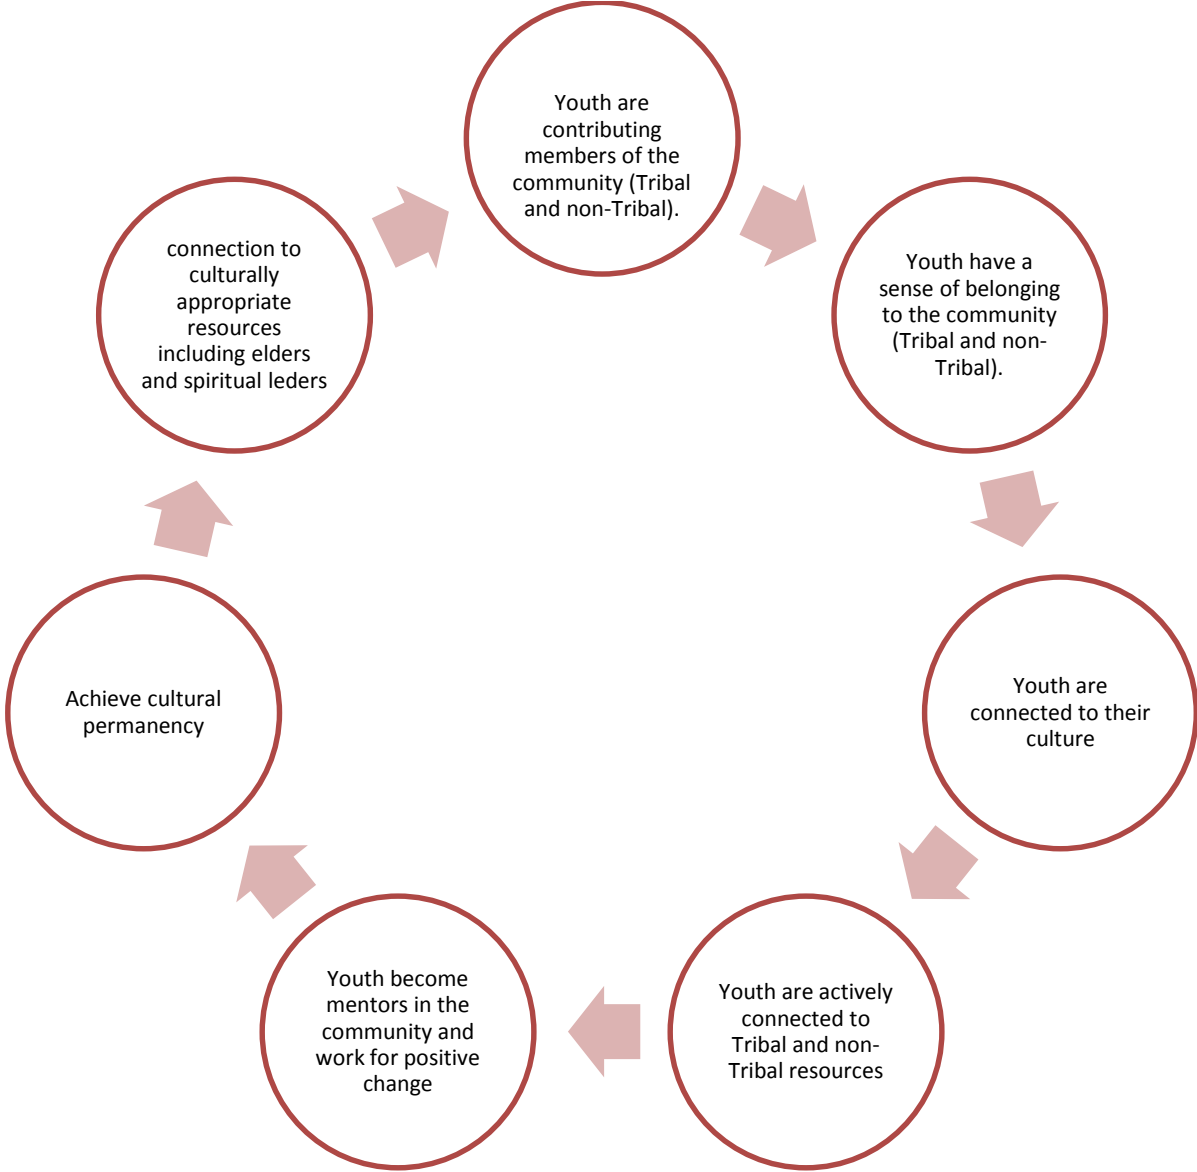 Youth are
contributing
members of the
community (Tribal
and non-Tribal).
Youth have a
sense of belonging
to the community
(Tribal and non-
Tribal).
Youth are
connected to their
culture
Youth are actively
connected to
Tribal and non-
Tribal resources
Youth become
mentors in the
community and
work for positive
change
Achieve cultural
permanency
connection to
culturally
appropriate
resources
including elders
and spiritual leders